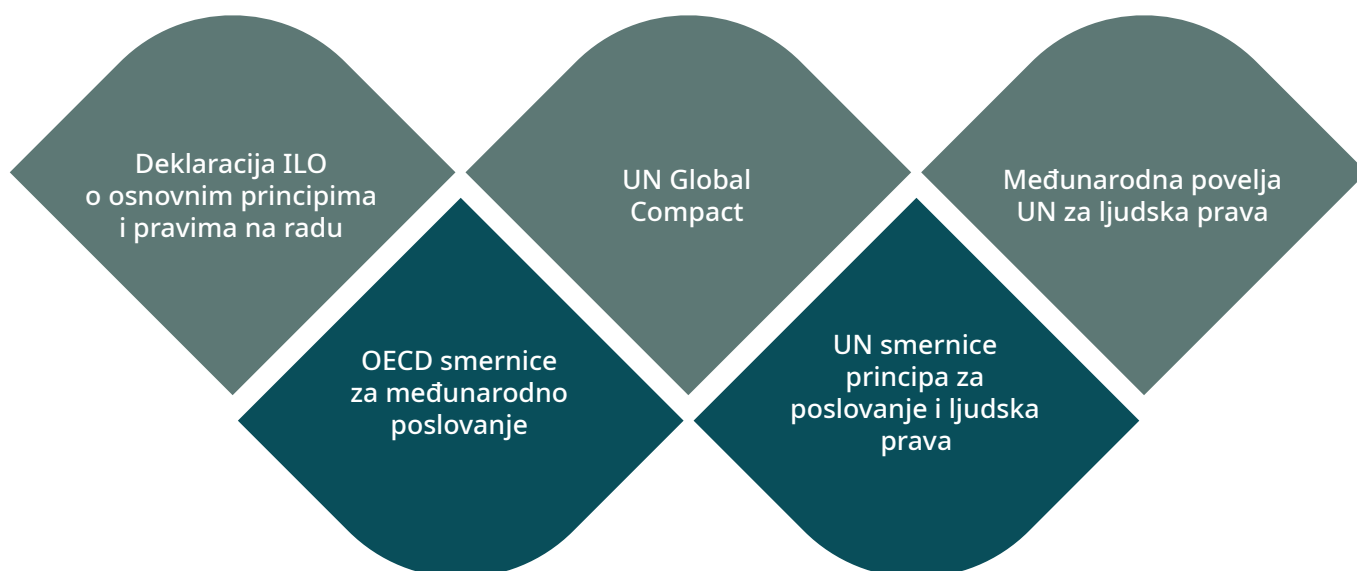 Deklaracija ILO
o osnovnim principima
i pravima na radu
UN Global
Compact
Međunarodna povelja
UN za ljudska prava
OECD smernice
za međunarodno
poslovanje
UN smernice
principa za
poslovanje i ljudska
prava